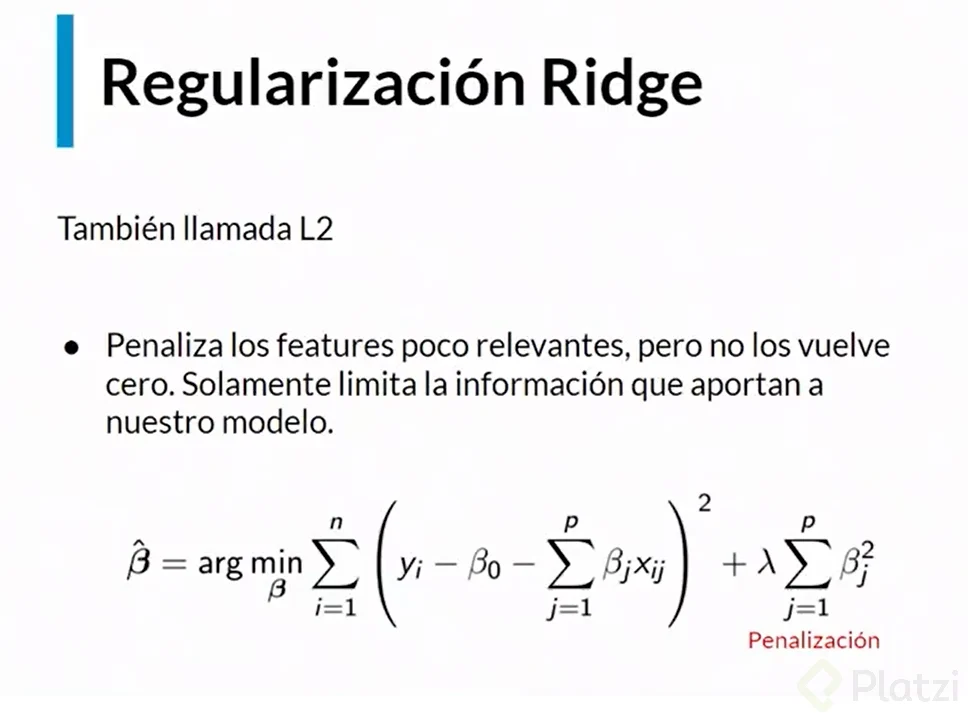 Regularización Ridge
También llamada L2
● Penaliza los features poco relevantes, pero no los vuelve
cero. Solamente limita la información que aportan a
nuestro modelo.
$$\hat{\boldsymbol{\beta}} = \arg\min_{\boldsymbol{\beta}} \sum_{i=1}^{n} \left( y_i - \beta_0 - \sum_{j=1}^{p} \beta_j x_{ij} \right)^2 + \lambda \sum_{j=1}^{p} \beta_j^2$$
Penalización
Platzi